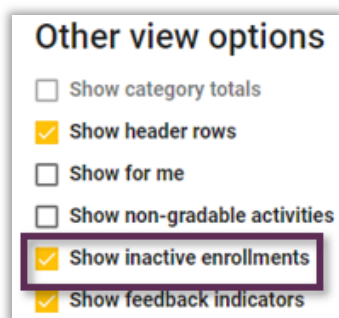 Other view options
Show category totals
Show header rows
Show for me
Show non-gradable activities
Show inactive enrollments
Show feedback indicators